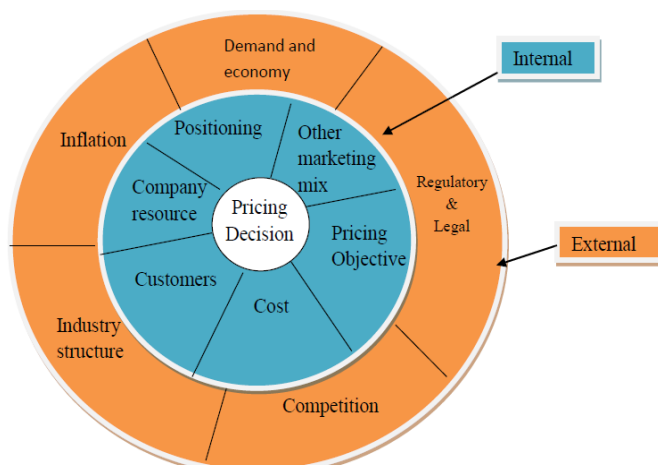 Demand and
economy
Internal
Positioning
Other
marketing
mix
Inflation
Company
resource
Regulatory
&
Legal
Pricing
Decision
Pricing
Objective
External
Customers
Cost
Industry
structure
Competition